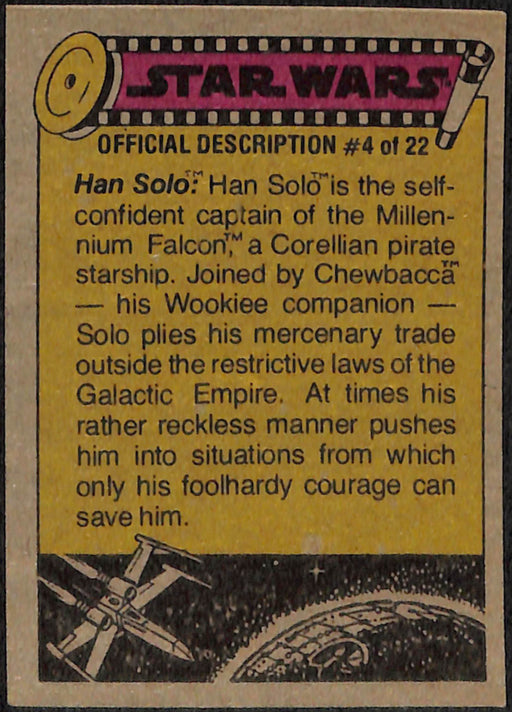 STAR WARS
OFFICIAL DESCRIPTION #4 of 22
Han Solo:™ Han Solo™ is the self-
confident captain of the Millen-
nium Falcon,™ a Corellian pirate
starship. Joined by Chewbacca™
— his Wookiee companion —
Solo plies his mercenary trade
outside the restrictive laws of the
Galactic Empire. At times his
rather reckless manner pushes
him into situations from which
only his foolhardy courage can
save him.